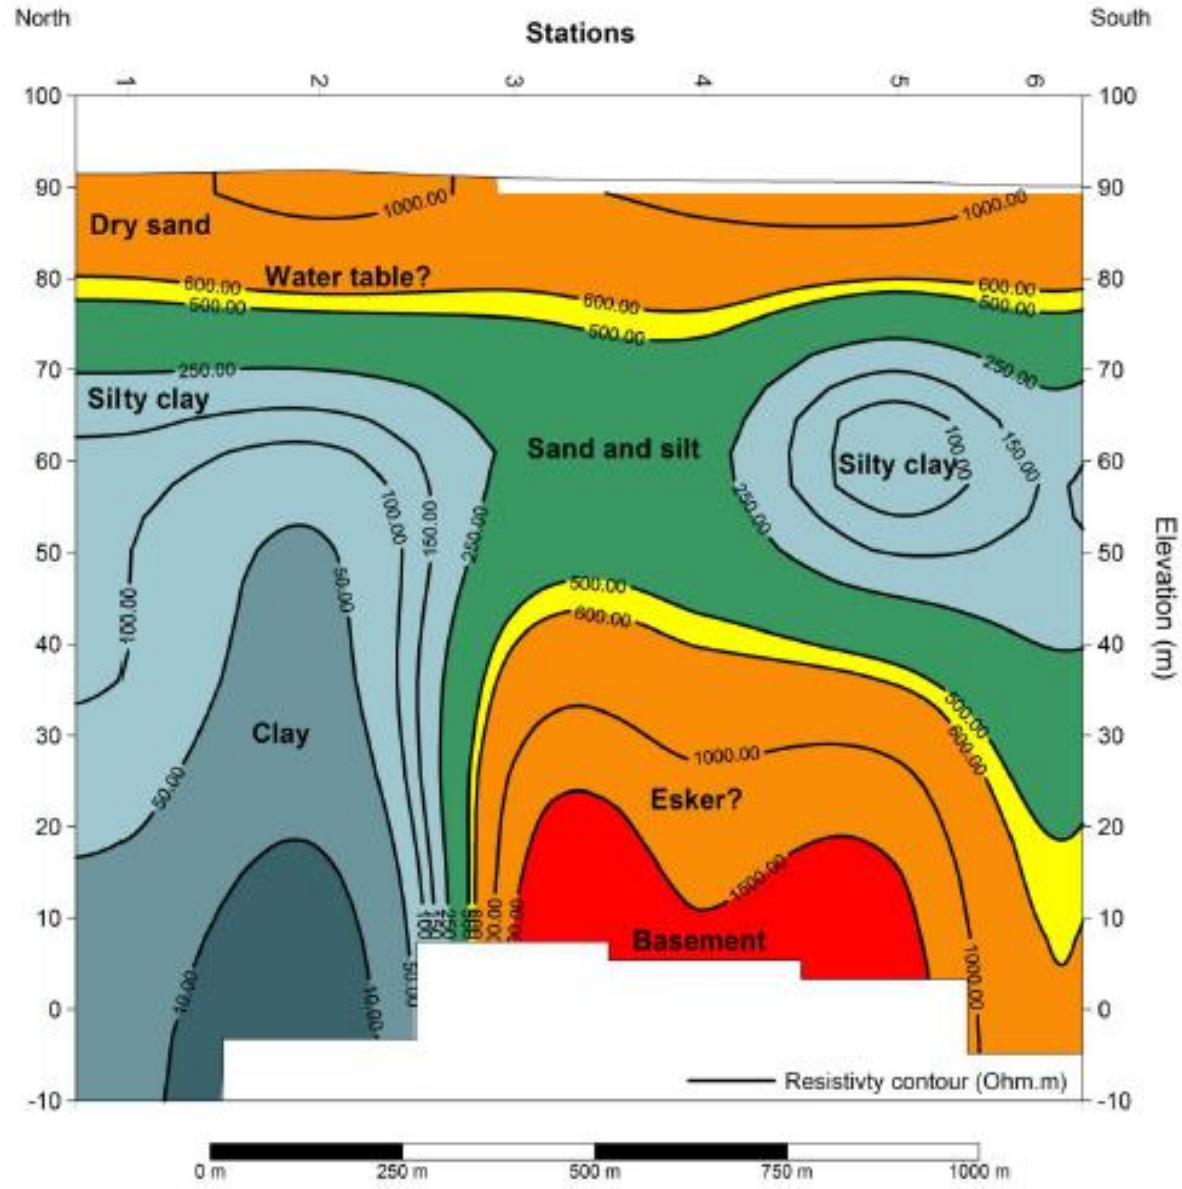 North
South
Stations
1 2 3 4 5 6
100 100
90 90
1000.00 1000.00
Dry sand
Water table?
80 80
600.00 600.00 600.00
500.00 500.00 500.00
70 70
250.00 250.00
Silty clay
Sand and silt
100.00 150.00
Silty clay
60 60
100.00 150.00 250.00 250.00
50 50
Elevation (m)
50.00
500.00
100.00
600.00
40 40
Clay
500.00
600.00
30 30
1000.00
50.00
Esker?
20 20
1500.00
10 10
Basement
10.00 10.00 50.00 1000.00
0 0
Resistivty contour (Ohm.m)
-10 -10
0 m 250 m 500 m 750 m 1000 m